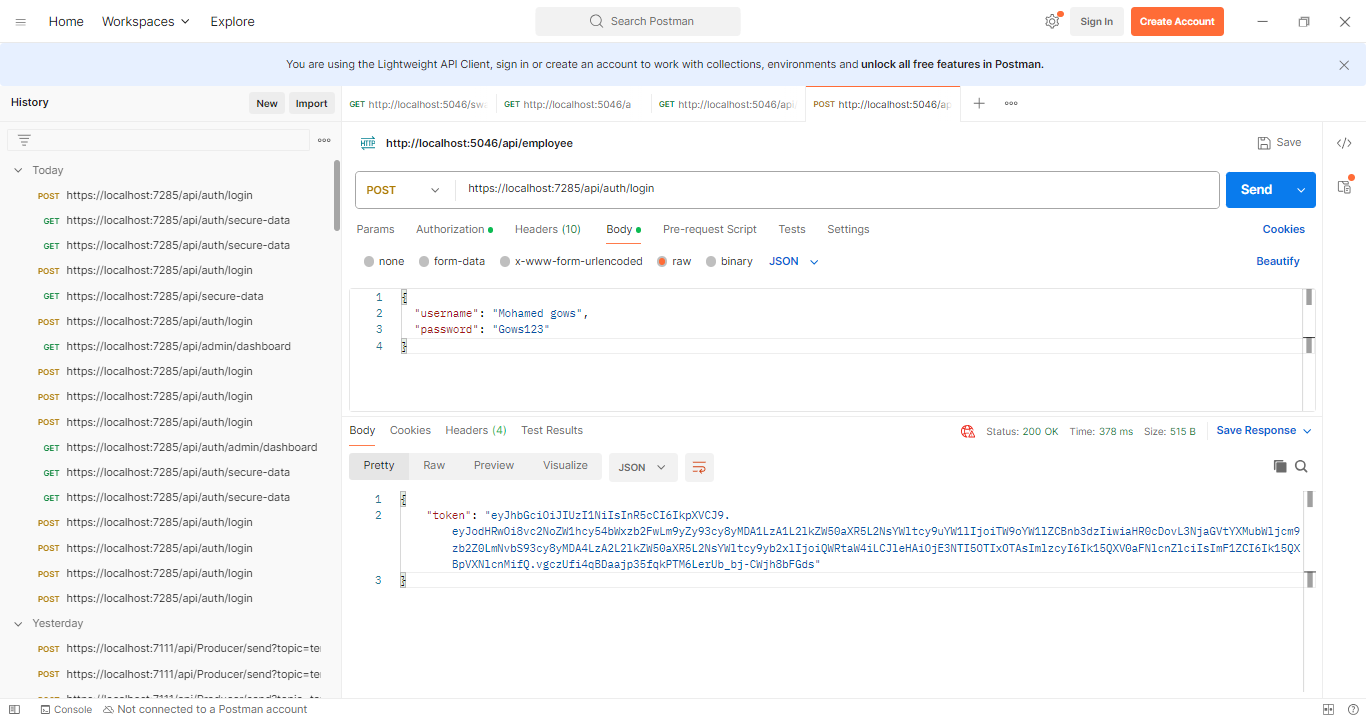 Home Workspaces Explore Search Postman Sign In Create Account
You are using the Lightweight API Client, sign in or create an account to work with collections, environments and unlock all free features in Postman.
History New Import
GET http://localhost:5046/sw GET http://localhost:5046/a GET http://localhost:5046/api POST http://localhost:5046/ap
HTTP http://localhost:5046/api/employee Save
Today
POST https://localhost:7285/api/auth/login
GET https://localhost:7285/api/auth/secure-data
GET https://localhost:7285/api/auth/secure-data
POST https://localhost:7285/api/auth/login
GET https://localhost:7285/api/secure-data
POST https://localhost:7285/api/auth/login
GET https://localhost:7285/api/admin/dashboard
POST https://localhost:7285/api/auth/login
POST https://localhost:7285/api/auth/login
POST https://localhost:7285/api/auth/login
GET https://localhost:7285/api/auth/admin/dashboard
GET https://localhost:7285/api/auth/secure-data
GET https://localhost:7285/api/auth/secure-data
POST https://localhost:7285/api/auth/login
POST https://localhost:7285/api/auth/login
POST https://localhost:7285/api/auth/login
POST https://localhost:7285/api/auth/login
Yesterday
POST https://localhost:7111/api/Producer/send?topic=te
POST https://localhost:7111/api/Producer/send?topic=te
POST https://localhost:7285/api/auth/login Send
Params Authorization Headers (10) Body Pre-request Script Tests Settings Cookies
none form-data x-www-form-urlencoded raw binary JSON Beautify
1 {
2 "username": "Mohamed gows",
3 "password": "Gows123"
4 }
Body Cookies Headers (4) Test Results Status: 200 OK Time: 378 ms Size: 515 B Save Response
Pretty Raw Preview Visualize JSON
1 {
2 "token": "eyJhbGciOiJIUzI1NiIsInR5cCI6IkpXVCJ9.
eyJodHRwOi8vc2NoZW1hcy54bWxzb2FwLm9yZy93cy8yMDA1LzA1L2lkZW50aXR5L2NsYWltcy9uYW1lIjoiTW9oYW1lZCBnb3dzIiwiaHR0cDovL3NjaGVtYXMubWljcm9
zb2Z0LmNvbS93cy8yMDA4LzA2L2lkZW50aXR5L2NsYWltcy9yb2xlIjoiQWRtaW4iLCJleHAiOjE3NTI5OTIxOTAsImlzcyI6Ik15QXV0aFNlcnZlciIsImF1ZCI6Ik15QX
BpVXNlcnMifQ.vgczUfi4qBDaajp35fqkPTM6LerUb_bj-CWjh8bFGds"
3 }
Console Not connected to a Postman account